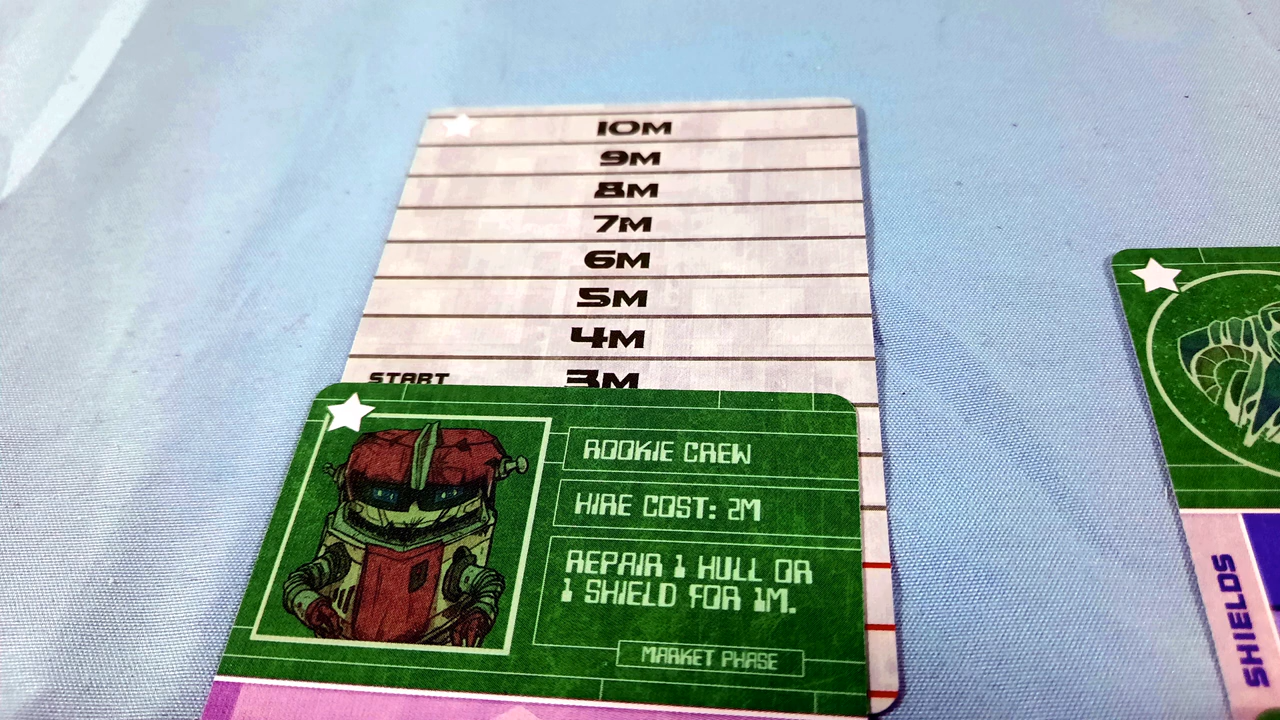 10M
9M
8M
7M
6M
5M
4M
START 3M
ROOKIE CREW
HIRE COST: 2M
REPAIR 1 HULL OR
1 SHIELD FOR 1M.
MARKET PHASE
SHIELDS